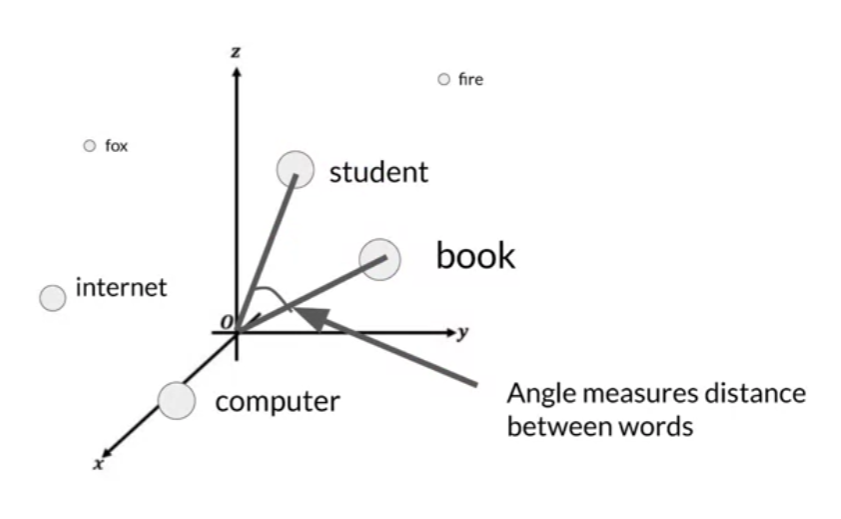 z
fire
fox
student
book
internet
O
y
computer
Angle measures distance
between words
x